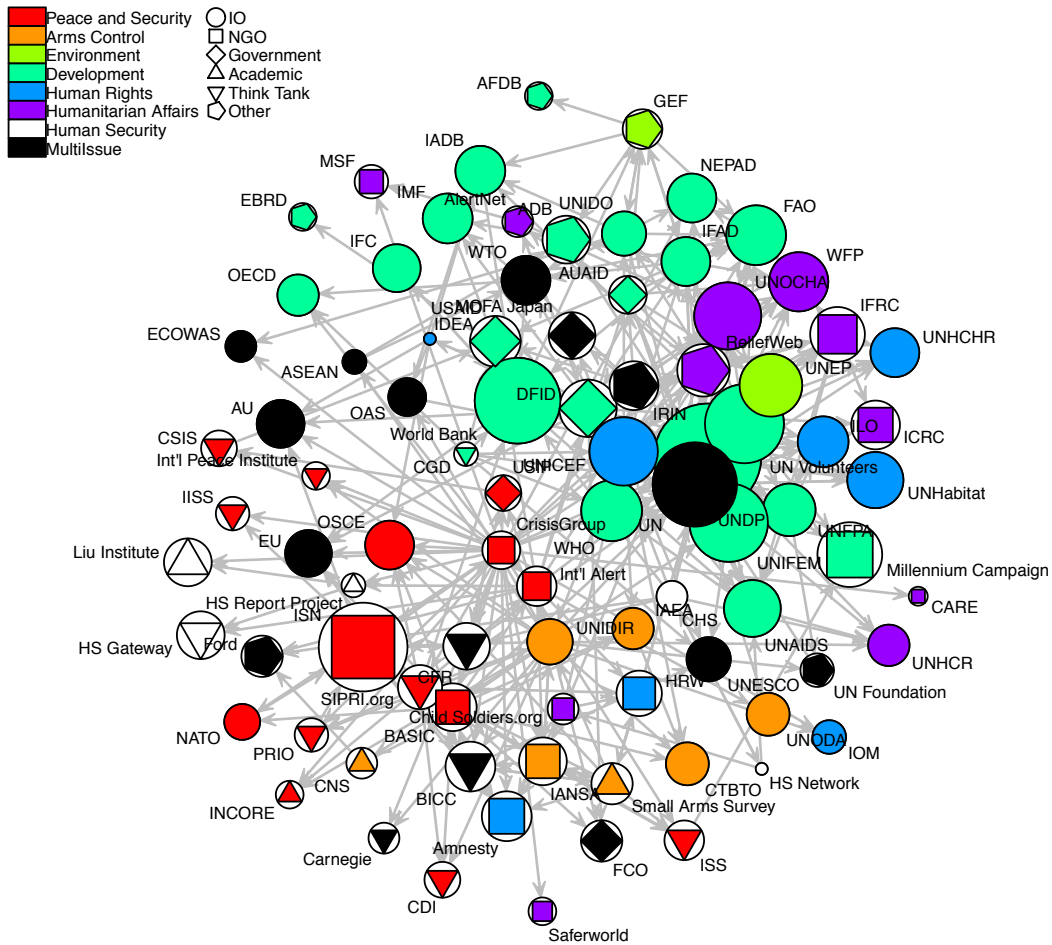 Peace and Security
Arms Control
Environment
Development
Human Rights
Humanitarian Affairs
Human Security
MultiIssue
IO
NGO
Government
Academic
Think Tank
Other
AFDB
GEF
IADB
MSF
NEPAD
IMF
AlertNet
ADB
UNIDO
EBRD
FAO
IFAD
IFC
WTO
WFP
AUAID
UNOCHA
OECD
USAID
MOFA Japan
IFRC
IDEA
ECOWAS
UNHCHR
ReliefWeb
UNEP
ASEAN
DFID
OAS
IRIN
AU
ILO
CSIS
World Bank
ICRC
Int'l Peace Institute
CGD
USIP
UNICEF
UN Volunteers
IISS
UNHabitat
OSCE
CrisisGroup
UN
UNDP
UNFPA
EU
Liu Institute
WHO
UNIFEM
Int'l Alert
Millennium Campaign
HS Report Project
CARE
ISN
IAEA
CHS
Ford
UNIDIR
HS Gateway
UNAIDS
UNHCR
CFR
HRW
UNESCO
UN Foundation
SIPRI.org
Child Soldiers.org
NATO
BASIC
UNODA
IOM
PRIO
CNS
HS Network
CTBTO
BICC
IANSA
INCORE
Small Arms Survey
Amnesty
Carnegie
FCO
ISS
CDI
Saferworld